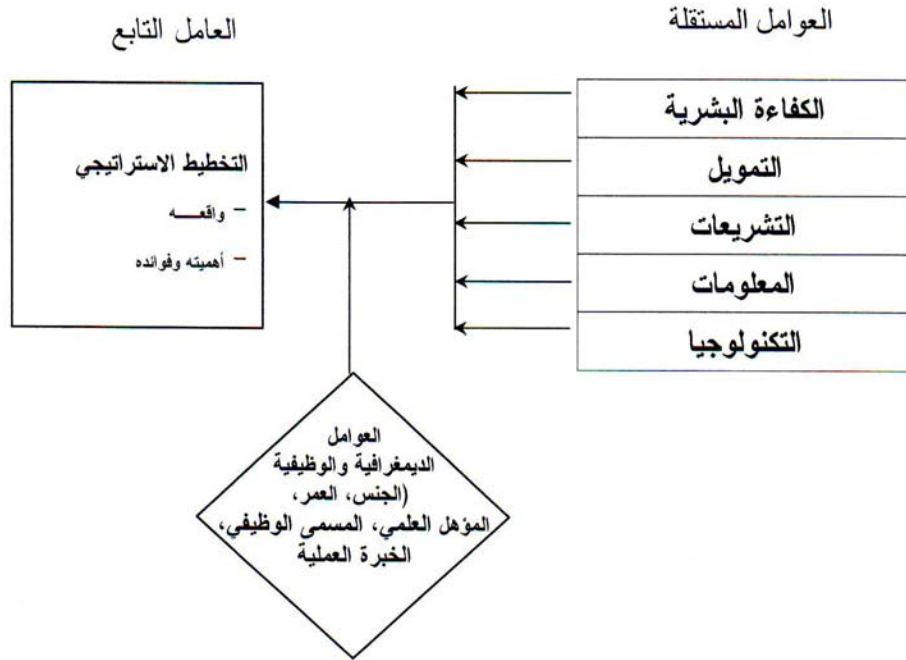 العوامل المستقلة
الكفاءة البشرية
التمويل
التشريعات
المعلومات
التكنولوجيا
العامل التابع
التخطيط الاستراتيجي
– واقعـــه
– أهميته وفوائده
العوامل
الديمغرافية والوظيفية
(الجنس، العمر،
المؤهل العلمي، المسمى الوظيفي،
الخبرة العملية